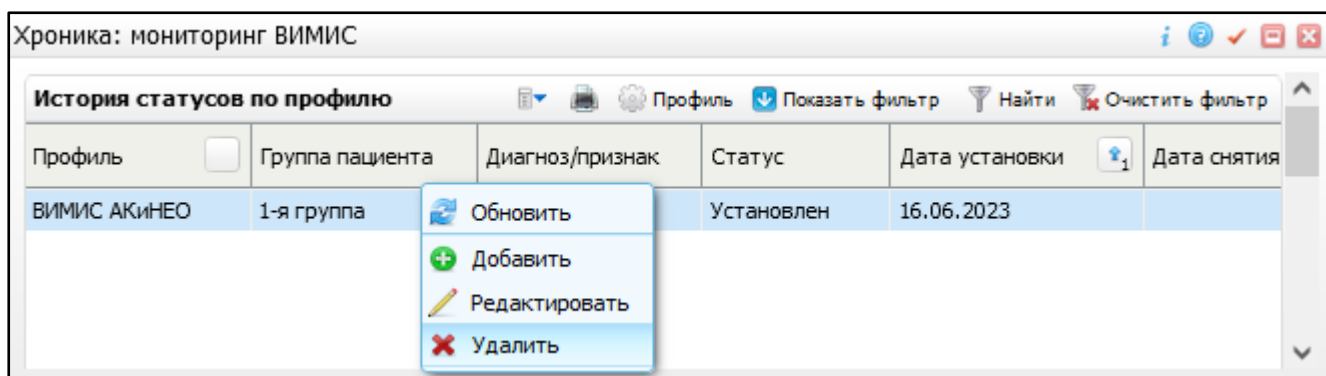 Хроника: мониторинг ВИМИС
История статусов по профилю Профиль Показать фильтр Найти Очистить фильтр
Профиль Группа пациента Диагноз/признак Статус Дата установки 1 Дата снятия
ВИМИС АКиНЕО 1-я группа Установлен 16.06.2023
Обновить
Добавить
Редактировать
Удалить